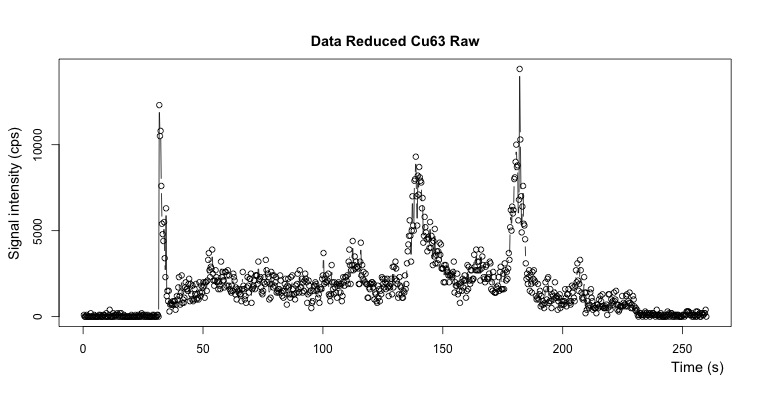 Data Reduced Cu63 Raw
Signal intensity (cps)
10000
5000
0
0 50 100 150 200 250
Time (s)